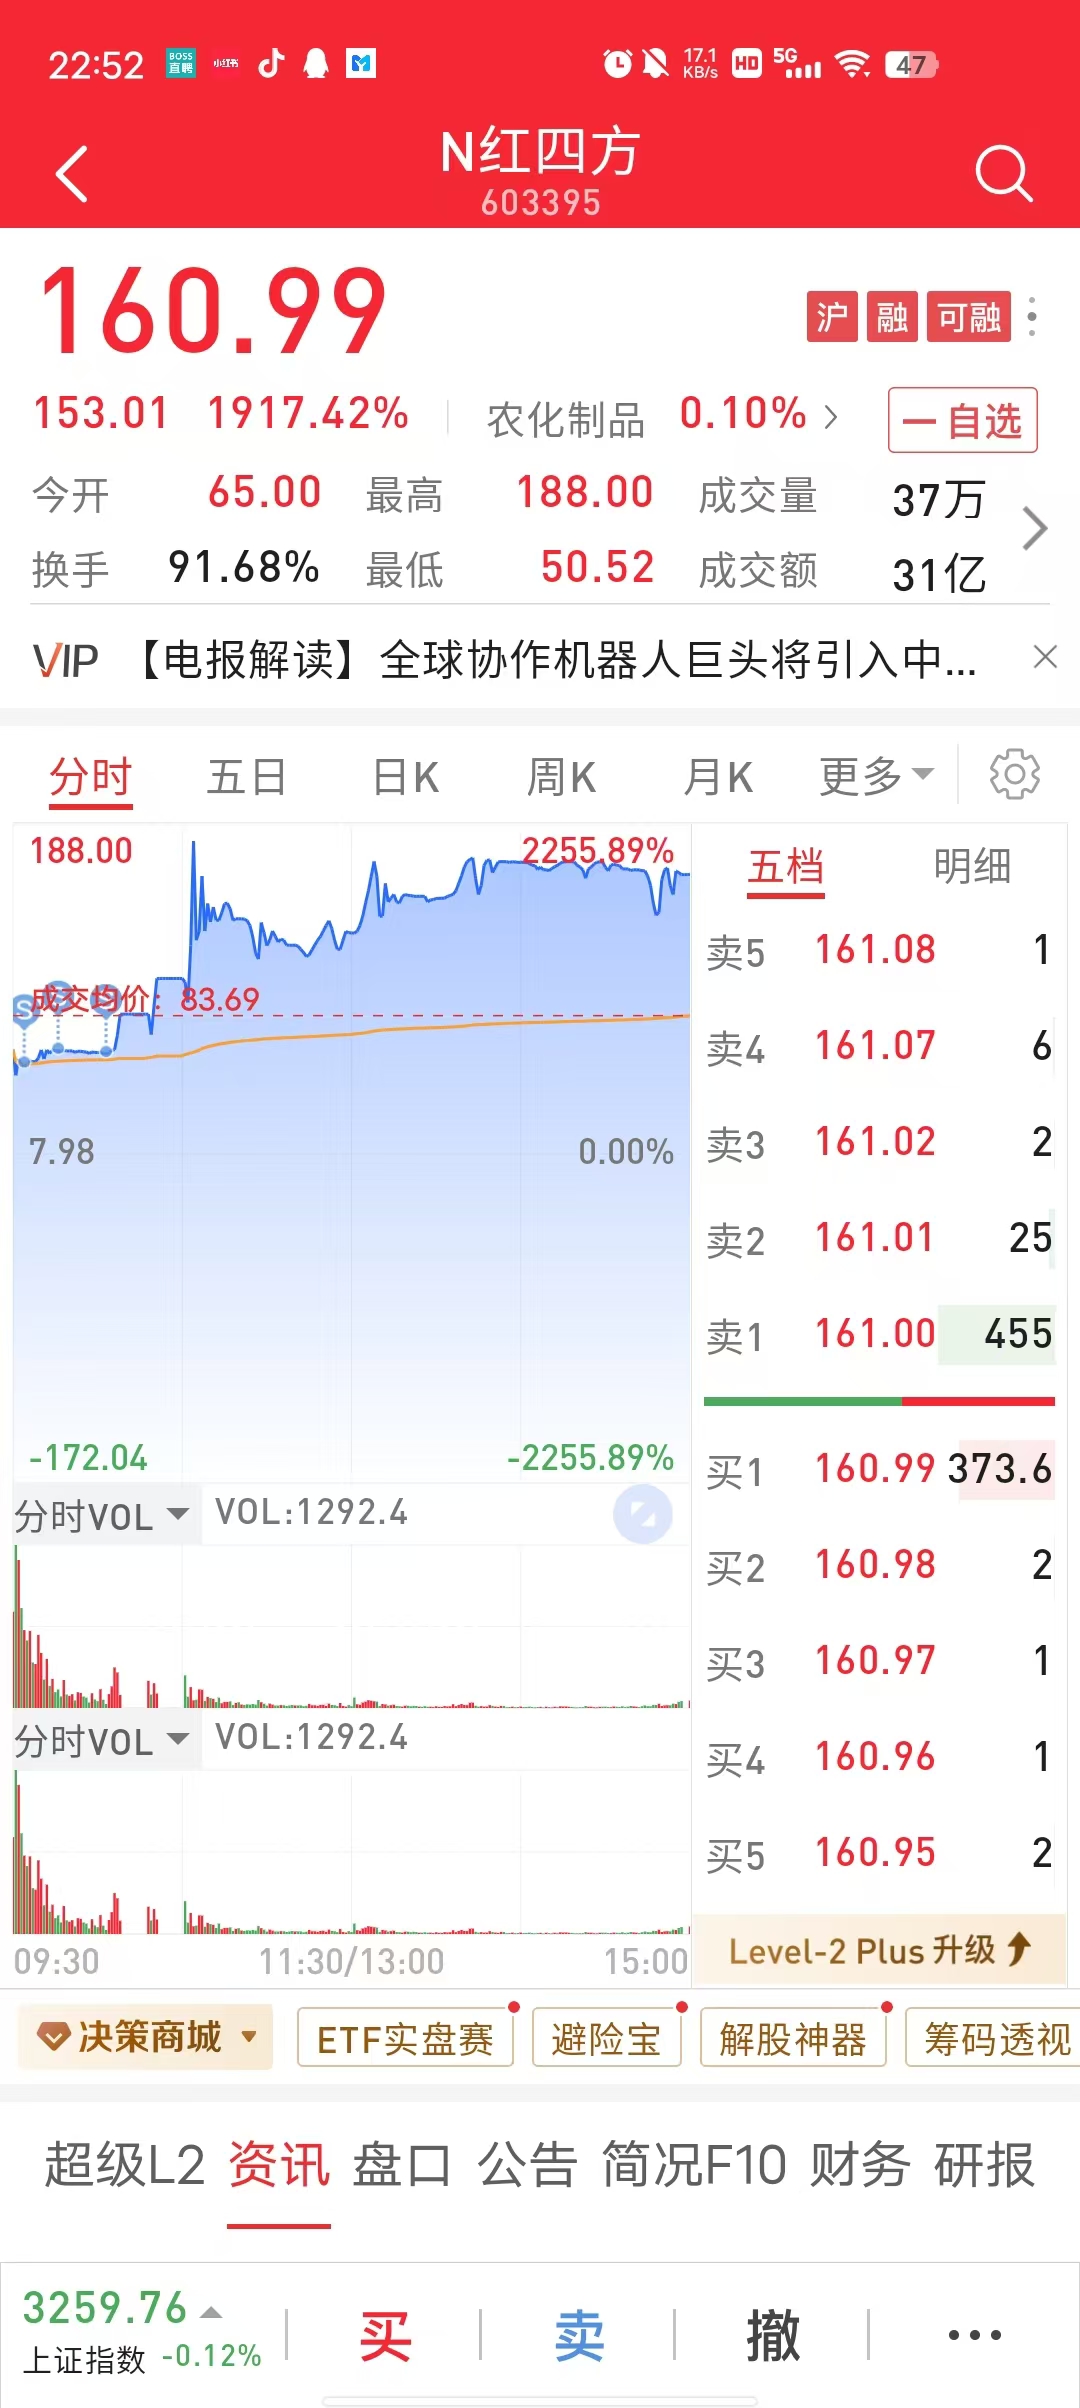 22:52 BOSS直聘 小红书 17.1 KB/s HD 5G 47
N红四方
603395
160.99 沪 融 可融
153.01 1917.42% 农化制品 0.10% 自选
今开 65.00 最高 188.00 成交量 37万
换手 91.68% 最低 50.52 成交额 31亿
VIP 【电报解读】全球协作机器人巨头将引入中...
分时 五日 日K 周K 月K 更多
188.00 2255.89%
成交均价: 83.69
7.98 0.00%
-172.04 -2255.89%
分时VOL VOL:1292.4
分时VOL VOL:1292.4
09:30 11:30/13:00 15:00
五档 明细
卖5 161.08 1
卖4 161.07 6
卖3 161.02 2
卖2 161.01 25
卖1 161.00 455
买1 160.99 373.6
买2 160.98 2
买3 160.97 1
买4 160.96 1
买5 160.95 2
Level-2 Plus 升级
决策商城 ETF实盘赛 避险宝 解股神器 筹码透视
超级L2 资讯 盘口 公告 简况F10 财务 研报
3259.76
上证指数 -0.12%
买 卖 撤